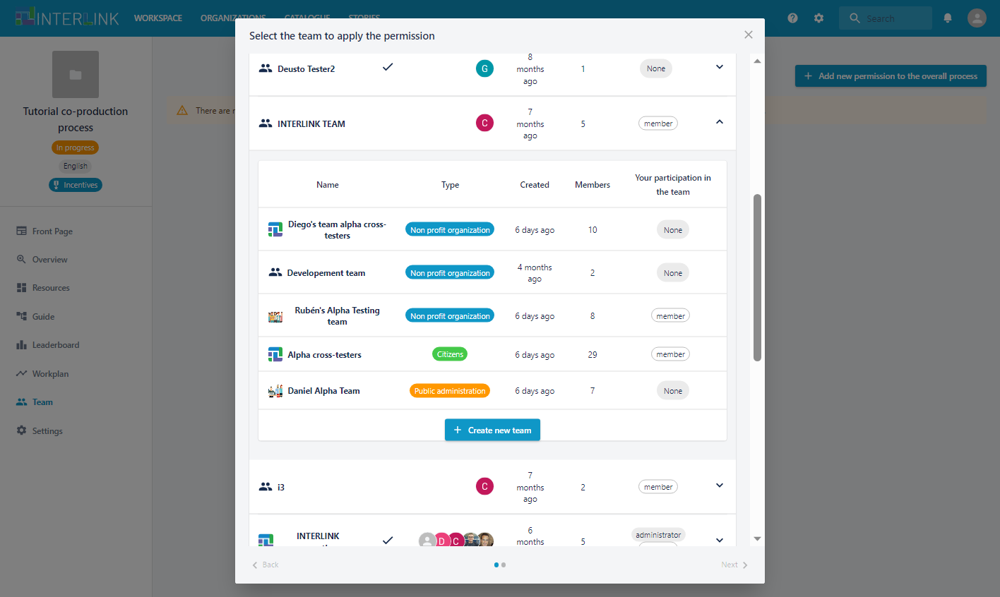 INTERLINK
WORKSPACE
ORGANIZATIONS
CATALOGUE
STORIES
Search
Select the team to apply the permission
Tutorial co-production
process
In progress
English
Incentives
Front Page
Overview
Resources
Guide
Leaderboard
Workplan
Team
Settings
Add new permission to the overall process
There are
Deusto Tester2
G
8
months
ago
1
None
INTERLINK TEAM
C
7
months
ago
5
member
Name
Type
Created
Members
Your participation in
the team
Diego's team alpha cross-
testers
Non profit organization
6 days ago
10
None
Developement team
Non profit organization
4 months
ago
2
None
Rubén's Alpha Testing
team
Non profit organization
6 days ago
8
member
Alpha cross-testers
Citizens
6 days ago
29
member
Daniel Alpha Team
Public administration
6 days ago
7
None
Create new team
i3
C
7
months
ago
2
member
INTERLINK
D
C
6
months
5
administrator
Back
Next